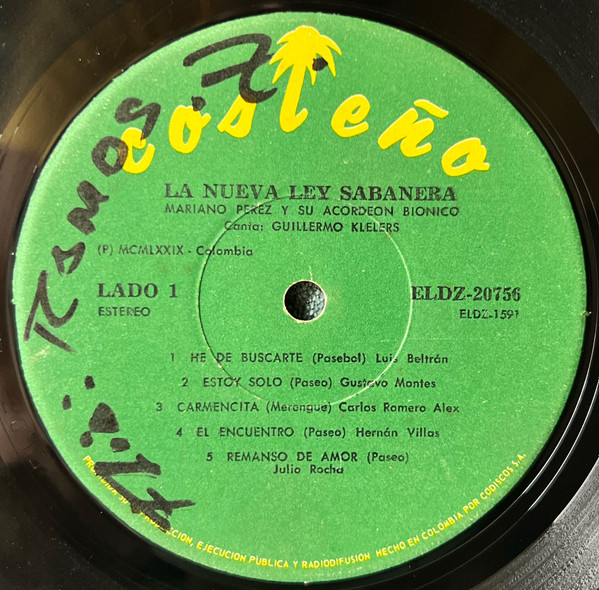 costeño
LA NUEVA LEY SABANERA
MARIANO PEREZ Y SU ACORDEON BIONICO
Canta: GUILLERMO KLELERS
(P) MCMLXXIX - Colombia
LADO 1
ESTEREO
ELDZ-20756
ELDZ-1591
1 HE DE BUSCARTE (Pasebol) Luis Beltrán
2 ESTOY SOLO (Paseo) Gustavo Montes
3 CARMENCITA (Merengue) Carlos Romero Alex
4 EL ENCUENTRO (Paseo) Hernán Villas
5 REMANSO DE AMOR (Paseo)
Julio Rocha
EJECUCION PUBLICA Y RADIODIFUSION HECHO EN COLOMBIA POR CODISCOS S.A.